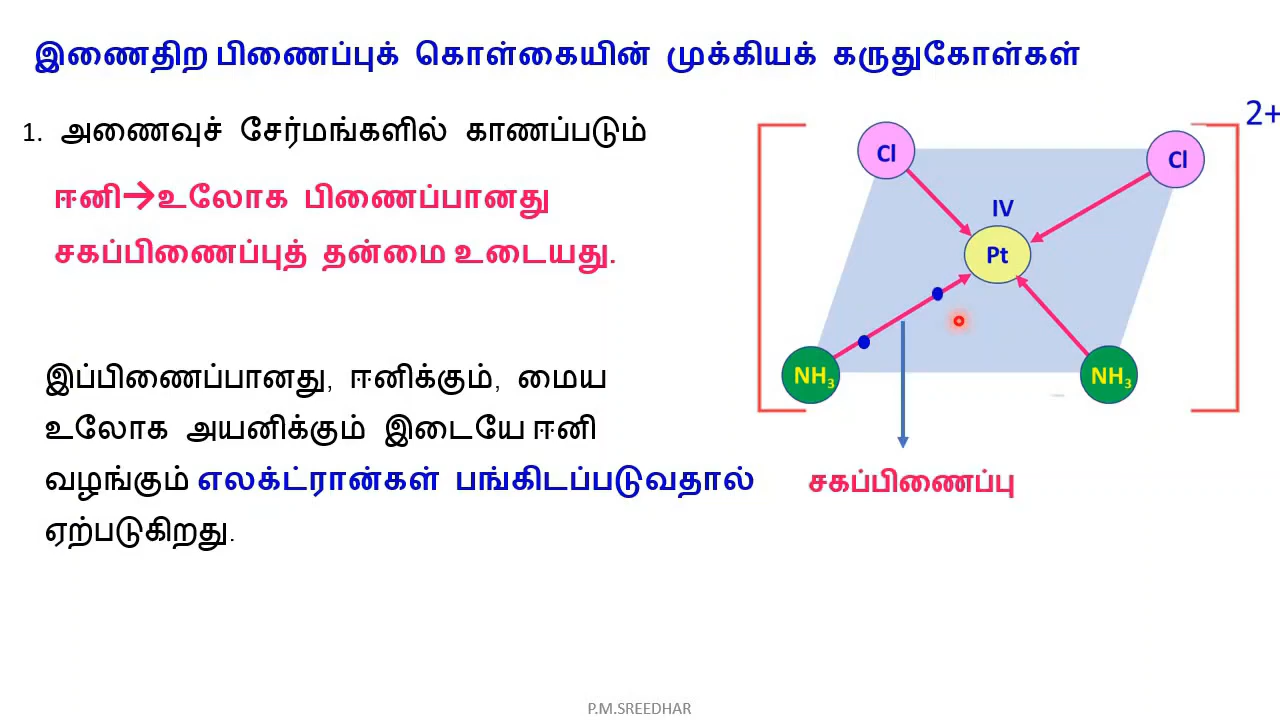 இணைதிற பிணைப்புக் கொள்கையின் முக்கியக் கருதுகோள்கள்
1. அணைவுச் சேர்மங்களில் காணப்படும்
ஈனி→உலோக பிணைப்பானது
சகப்பிணைப்புத் தன்மை உடையது.
இப்பிணைப்பானது, ஈனிக்கும், மைய
உலோக அயனிக்கும் இடையே ஈனி
வழங்கும் எலக்ட்ரான்கள் பங்கிடப்படுவதால்
ஏற்படுகிறது.
2+
Cl
Cl
IV
Pt
NH₃
NH₃
சகப்பிணைப்பு
P.M.SREEDHAR